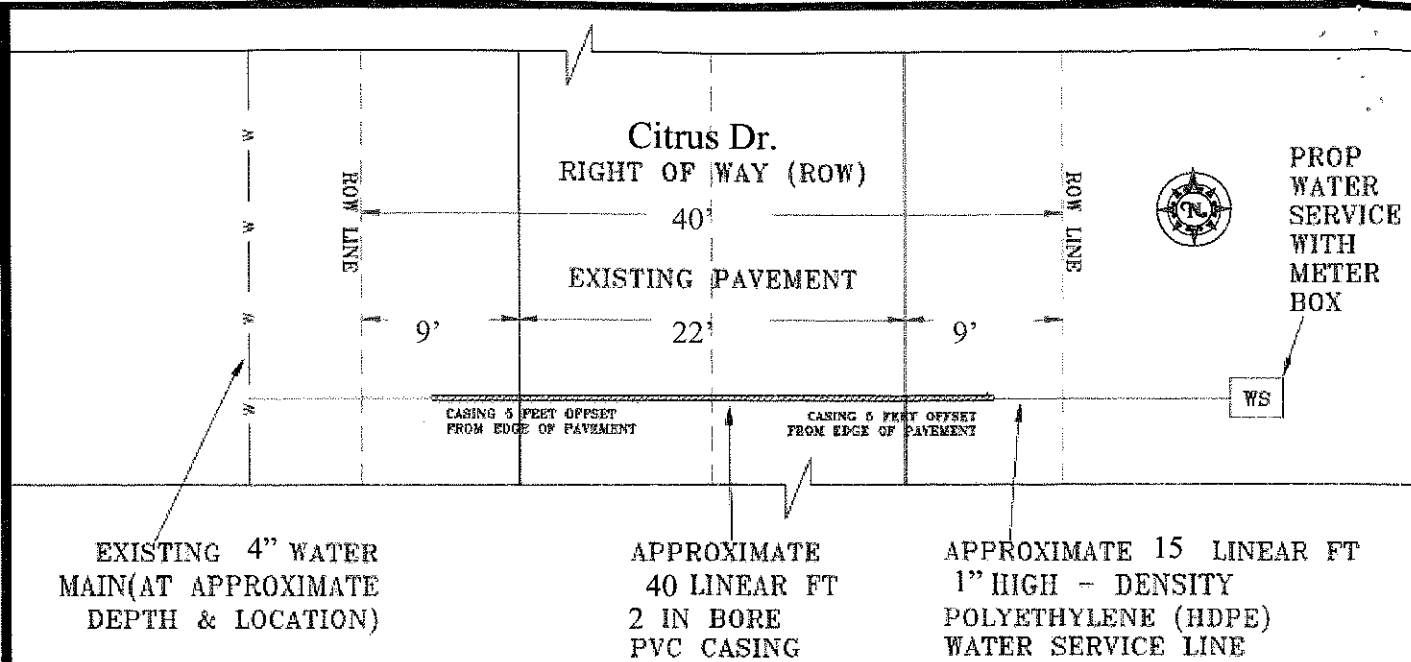 Citrus Dr.
RIGHT OF WAY (ROW)
40'
EXISTING PAVEMENT
9'
22'
9'
ROW LINE
ROW LINE
W
W
W
W
W
N
PROP
WATER
SERVICE
WITH
METER
BOX
WS
CASING 5 FEET OFFSET
FROM EDGE OF PAVEMENT
CASING 5 FEET OFFSET
FROM EDGE OF PAVEMENT
EXISTING 4" WATER
MAIN(AT APPROXIMATE
DEPTH & LOCATION)
APPROXIMATE
40 LINEAR FT
2 IN BORE
PVC CASING
APPROXIMATE 15 LINEAR FT
1" HIGH - DENSITY
POLYETHYLENE (HDPE)
WATER SERVICE LINE